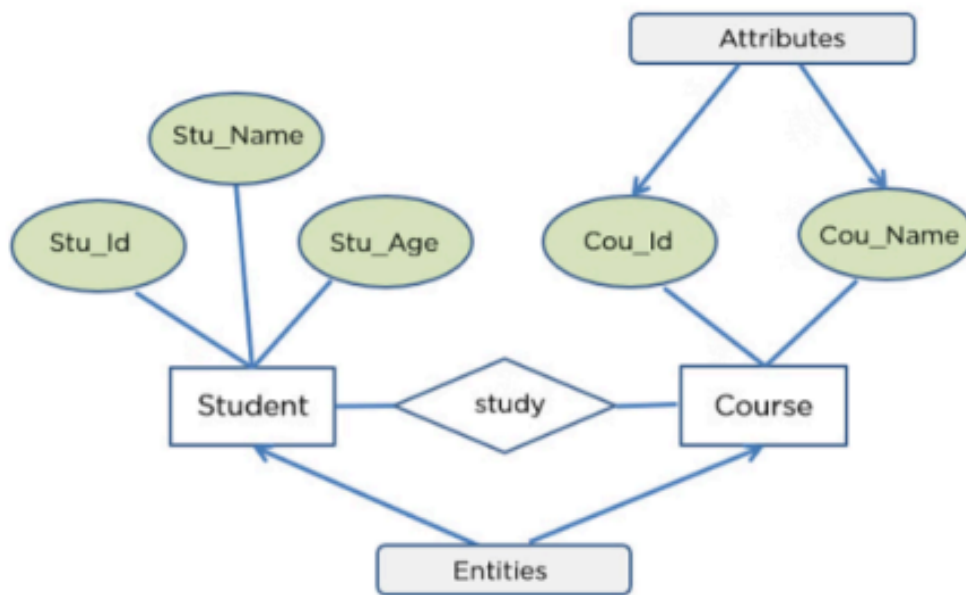 Attributes
Stu_Name
Stu_Id
Stu_Age
Cou_Id
Cou_Name
Student
study
Course
Entities